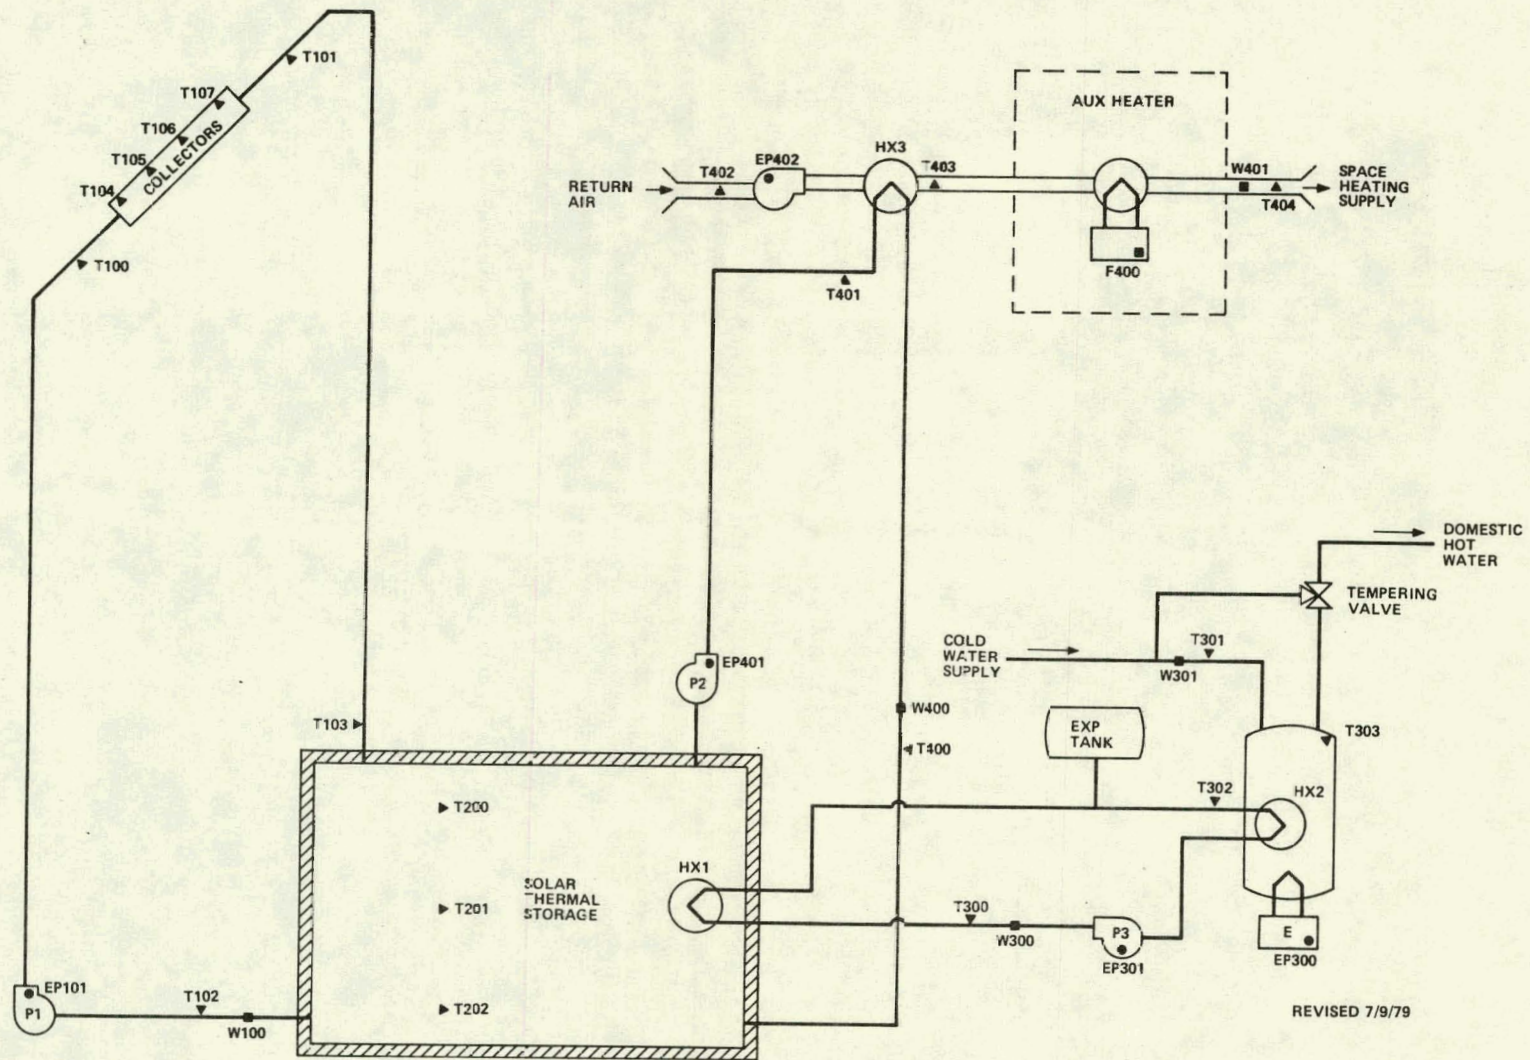 T101
T107
T106
T105
T104
COLLECTORS
T100
AUX HEATER
HX3
EP402
T402
T403
W401
RETURN
AIR
SPACE
HEATING
SUPPLY
T404
F400
T401
DOMESTIC
HOT
WATER
TEMPERING
VALVE
COLD
WATER
SUPPLY
T301
W301
EP401
P2
T103
W400
T400
EXP
TANK
T303
T302
HX2
T200
HX1
SOLAR
THERMAL
STORAGE
T201
T300
W300
P3
EP301
E
EP300
EP101
P1
T102
W100
T202
REVISED 7/9/79